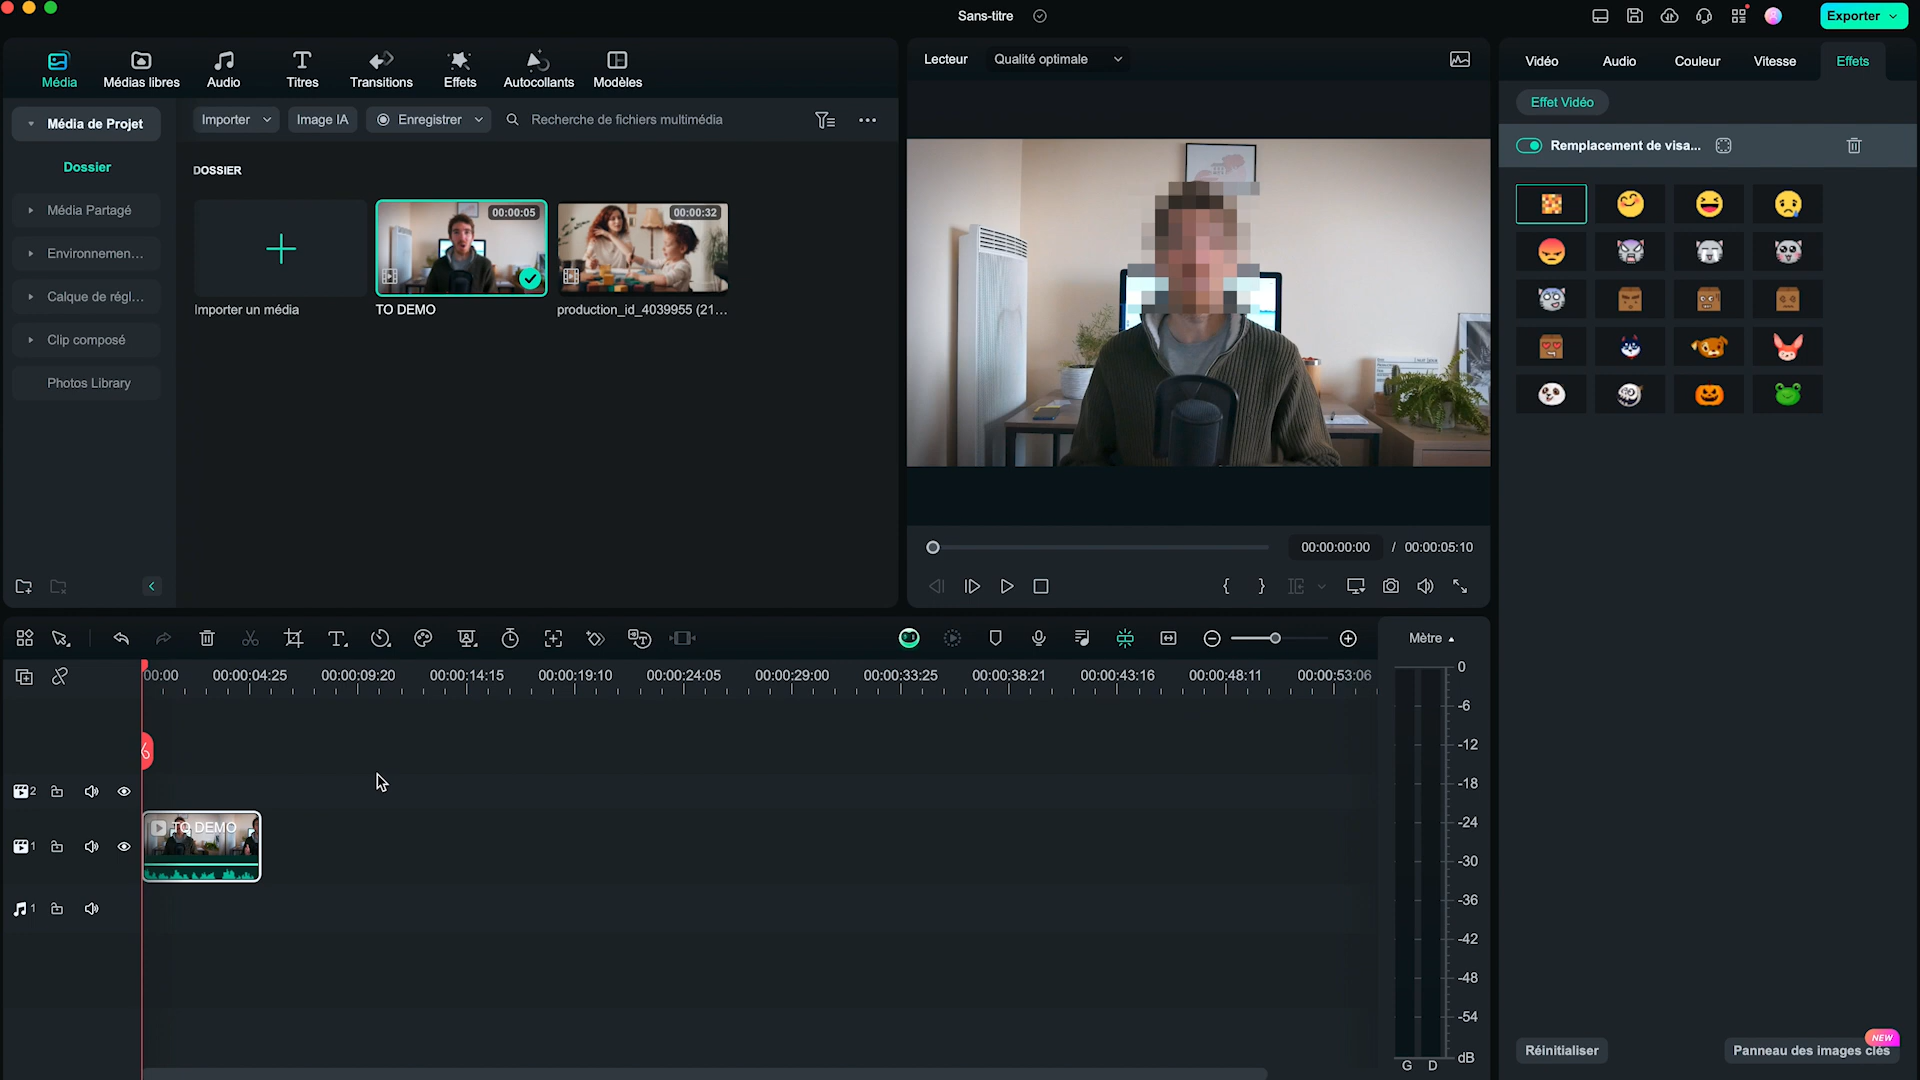 Sans-titre
Exporter
Média
Médias libres
Audio
Titres
Transitions
Effets
Autocollants
Modèles
Lecteur
Qualité optimale
Vidéo
Audio
Couleur
Vitesse
Effets
Média de Projet
Importer
Image IA
Enregistrer
Recherche de fichiers multimédia
Effet Vidéo
Remplacement de visa...
Dossier
DOSSIER
Média Partagé
00:00:05
00:00:32
Environnemen...
Calque de régl...
Importer un média
TO DEMO
production_id_4039955 (21...
Clip composé
Photos Library
00:00:00:00
/
00:00:05:10
Mètre
00:00
00:00:04:25
00:00:09:20
00:00:14:15
00:00:19:10
00:00:24:05
00:00:29:00
00:00:33:25
00:00:38:21
00:00:43:16
00:00:48:11
00:00:53:06
0
-6
-12
-18
-24
-30
-36
-42
-48
-54
dB
G
D
2
1
TO DEMO
1
NEW
Réinitialiser
Panneau des images clés